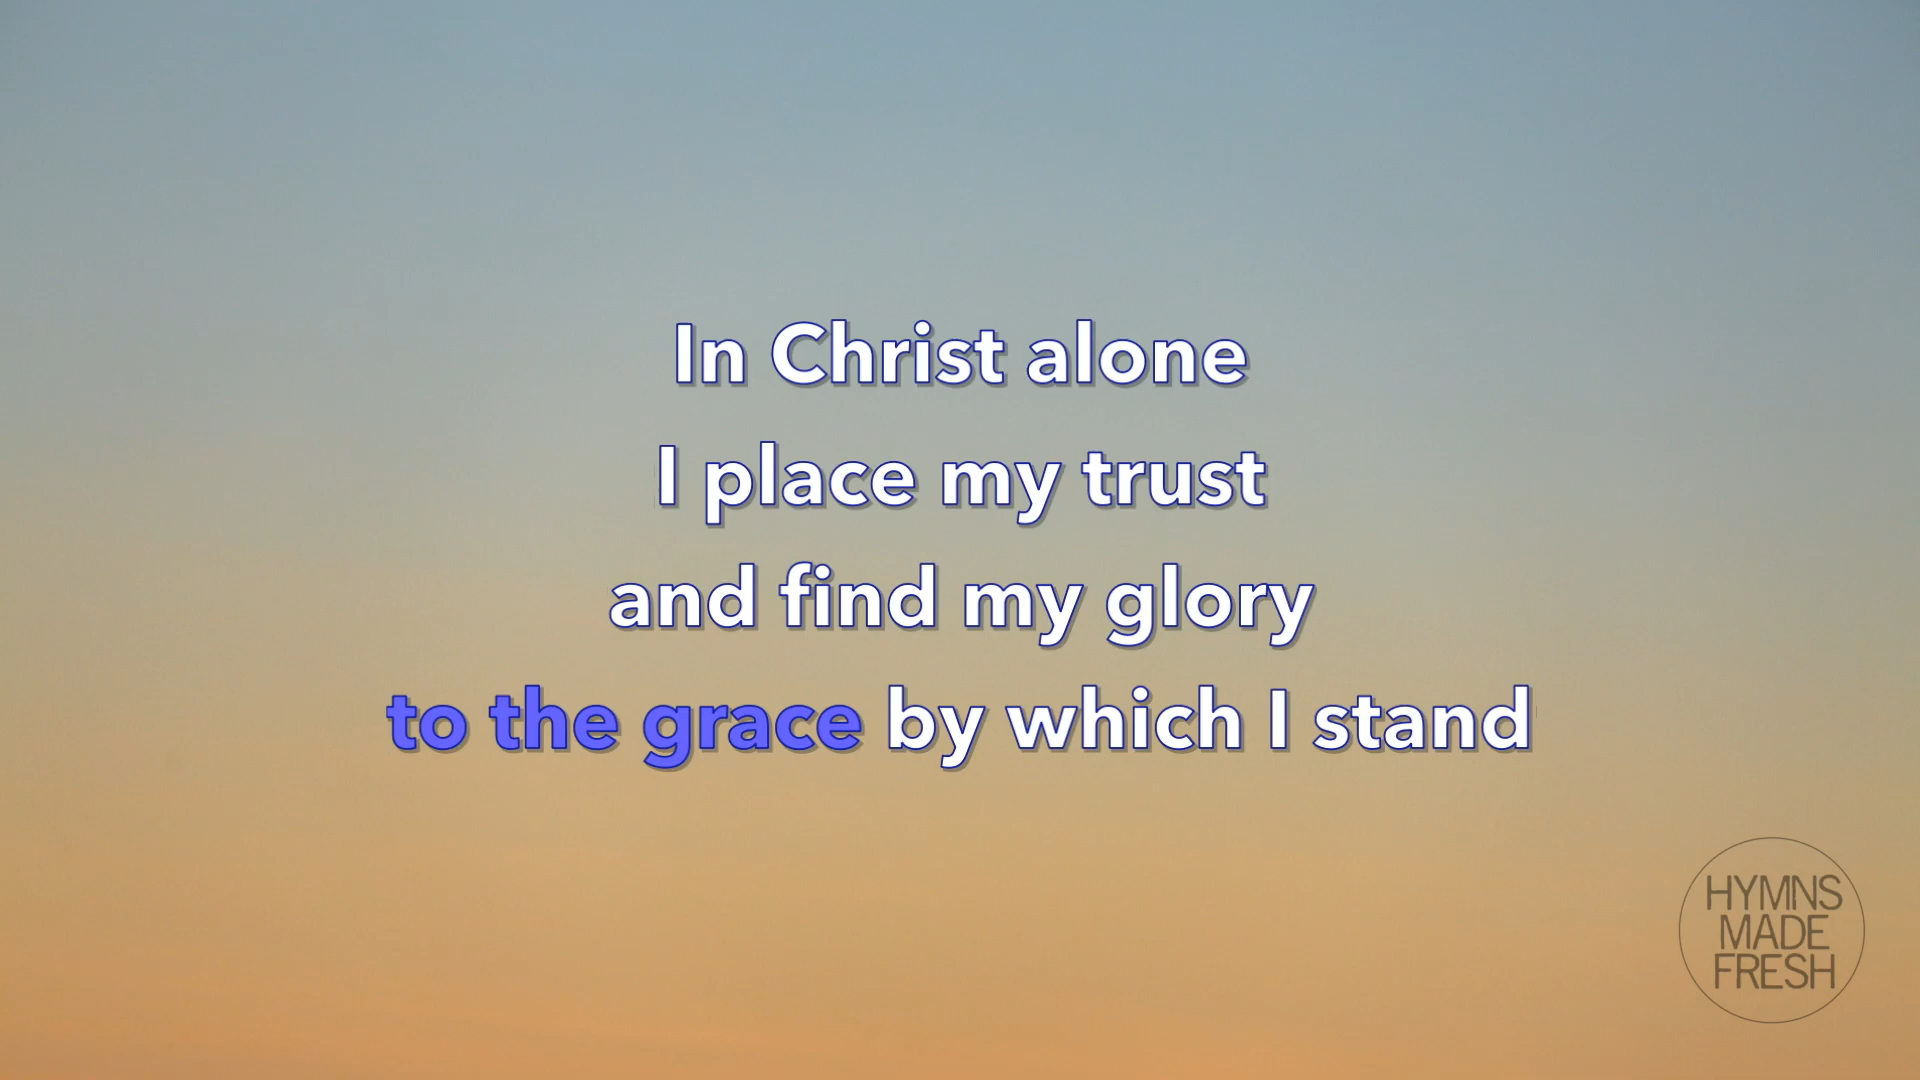 In Christ alone
I place my trust
and find my glory
to the grace by which I stand
HYMNS
MADE
FRESH